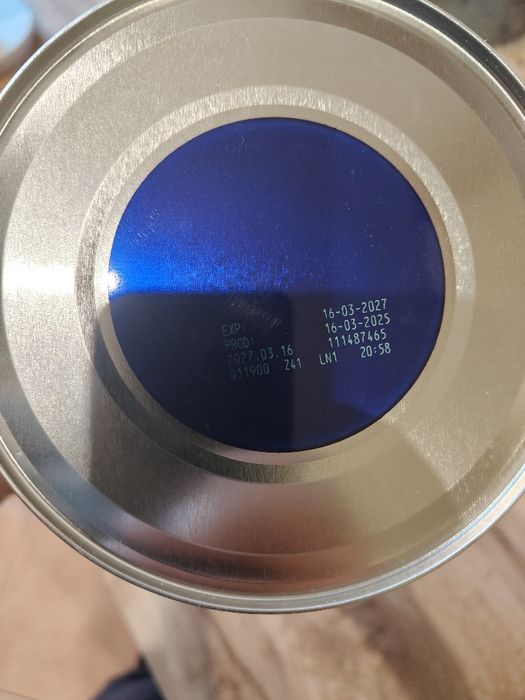 EXP: 16-03-2027
PROD: 16-03-2025
2027.03.16 111487465
011900 Z41 LN1 20:58